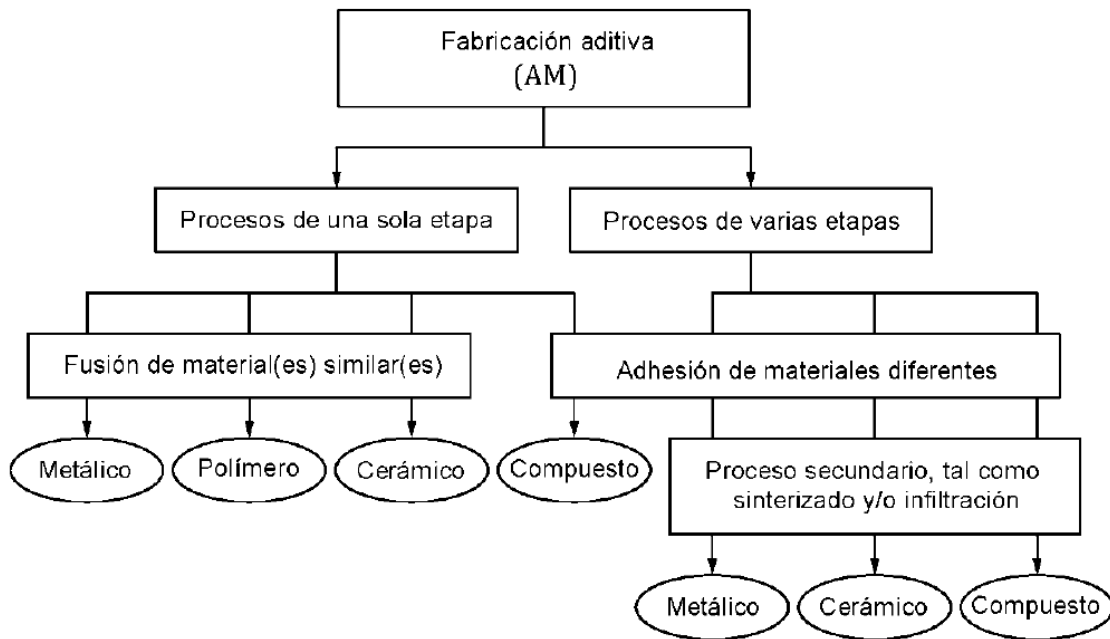 Fabricación aditiva
(AM)
Procesos de una sola etapa
Procesos de varias etapas
Fusión de material(es) similar(es)
Adhesión de materiales diferentes
Metálico
Polímero
Cerámico
Compuesto
Proceso secundario, tal como
sinterizado y/o infiltración
Metálico
Cerámico
Compuesto